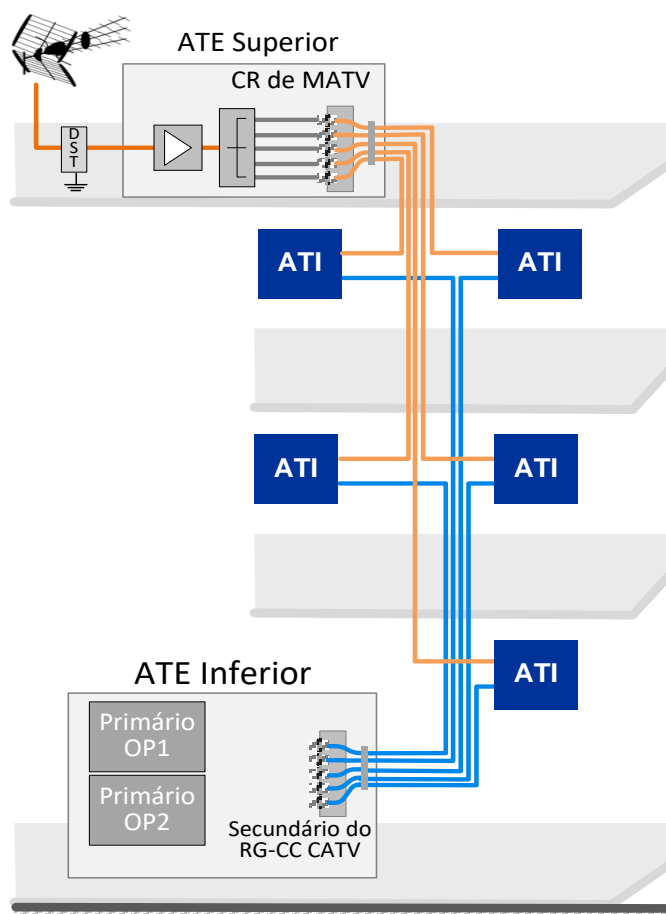 ATE Superior
CR de MATV
D
S
T
ATI
ATI
ATI
ATI
ATI
ATE Inferior
Primário
OP1
Primário
OP2
Secundário do
RG-CC CATV